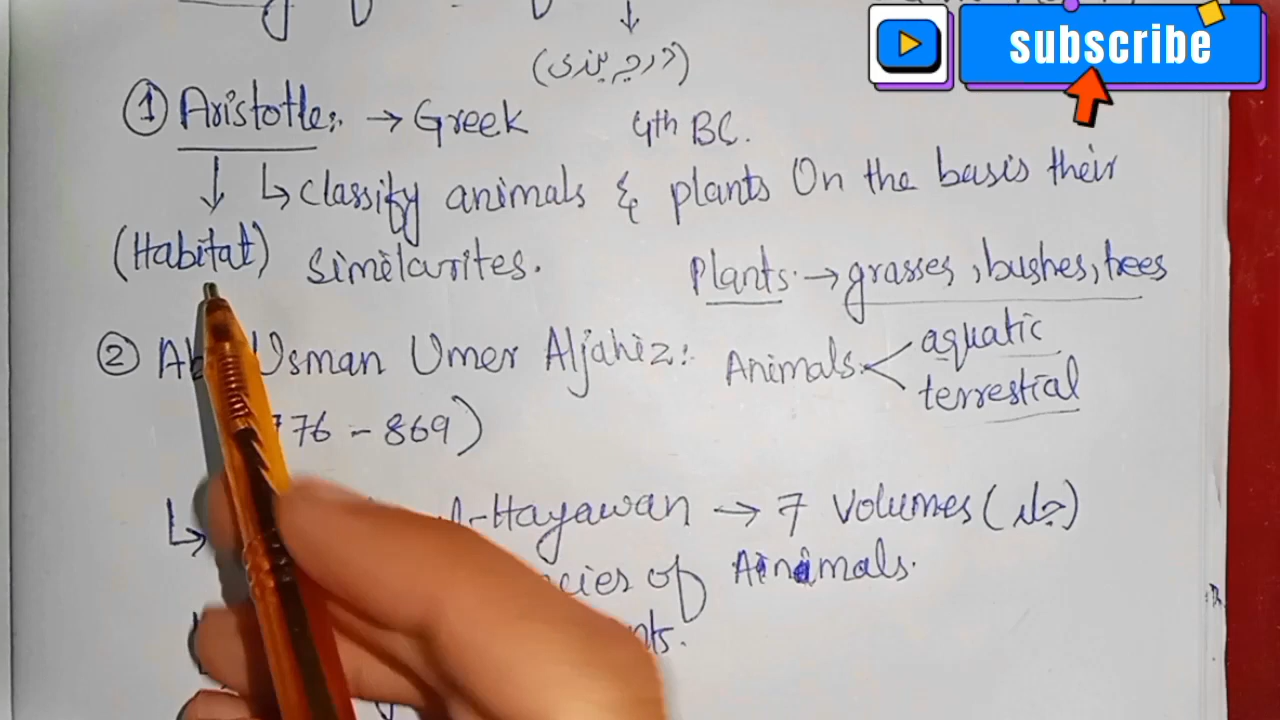 subscribe
(درجہ بندی)
① Aristotle:. → Greek 4th BC.
↳ Classify animals & plants On the basis their
(Habitat) similarites.
Plants. → grasses, bushes, trees
② Usman Umer Aljahiz:.
Animals aquatic
terrestial
76 - 869)
↳ Hayawan → 7 Volumes (جلد)
of Animals.